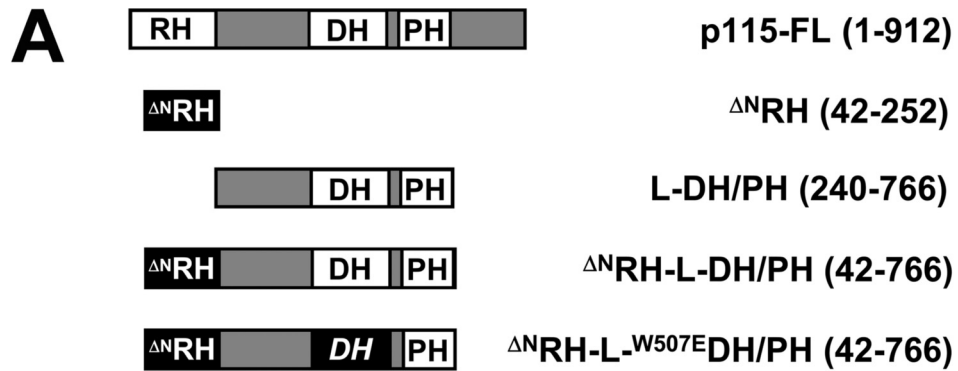 A
RH DH PH p115-FL (1-912)
ΔNRH ΔNRH (42-252)
DH PH L-DH/PH (240-766)
ΔNRH DH PH ΔNRH-L-DH/PH (42-766)
ΔNRH DH PH ΔNRH-L-W507EDH/PH (42-766)